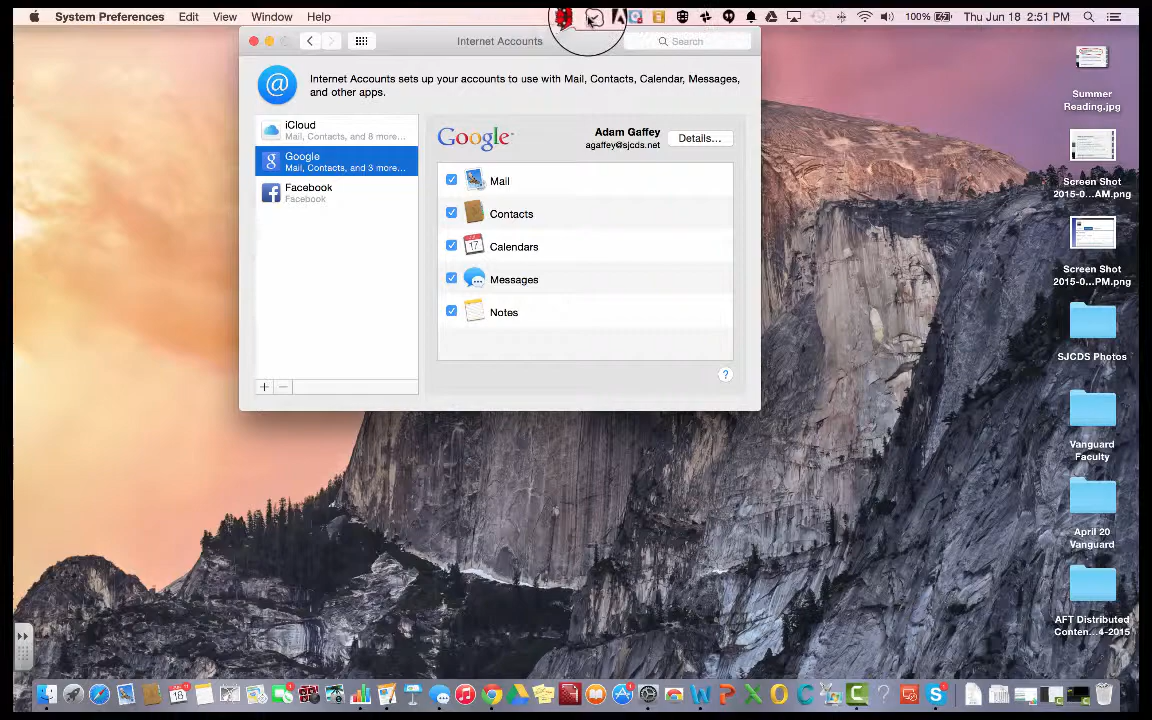 System Preferences Edit View Window Help 100% Thu Jun 18 2:51 PM
Internet Accounts Search
Internet Accounts sets up your accounts to use with Mail, Contacts, Calendar, Messages,
and other apps.
iCloud
Mail, Contacts, and 8 more...
Google
Mail, Contacts, and 3 more...
Facebook
Facebook
Google
Adam Gaffey
agaffey@sjcds.net
Details...
Mail
Contacts
17
Calendars
Messages
Notes
?
+ −
Summer
Reading.jpg
Screen Shot
2015-0...AM.png
Screen Shot
2015-0...PM.png
SJCDS Photos
Vanguard
Faculty
April 20
Vanguard
AFT Distributed
Conten...4-2015